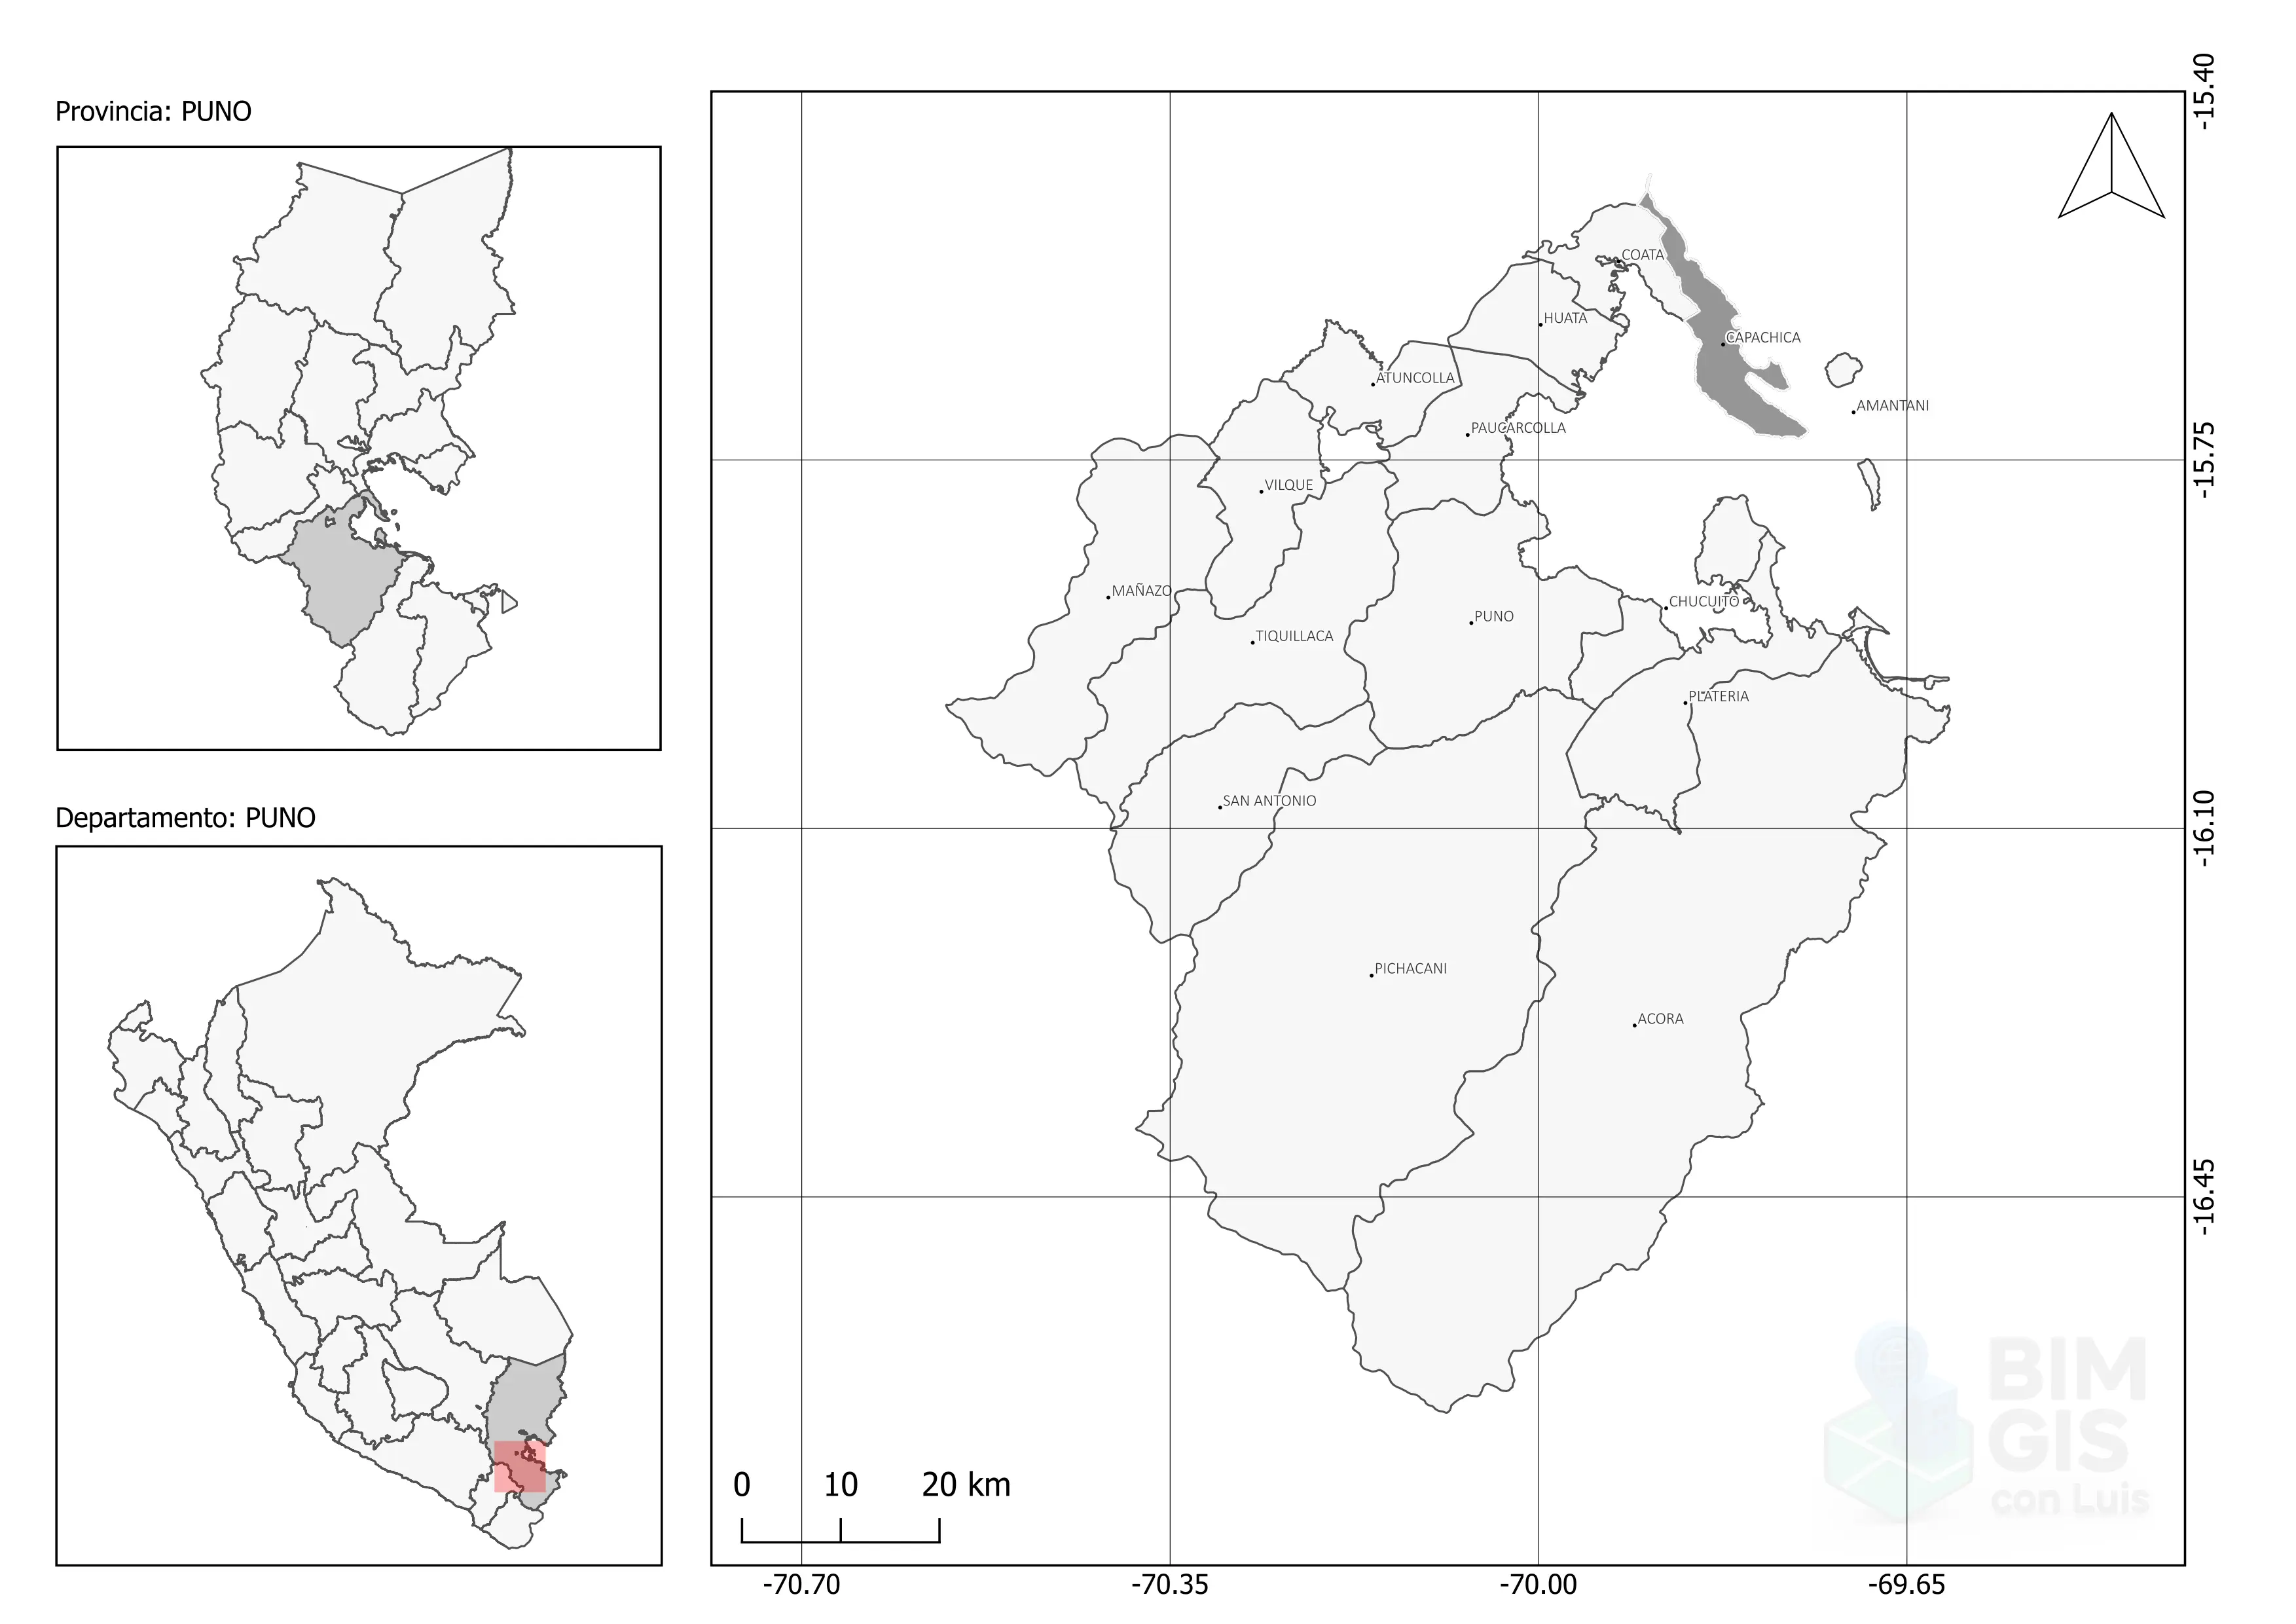 Provincia: PUNO
Departamento: PUNO
COATA
HUATA
CAPACHICA
ATUNCOLLA
AMANTANI
PAUCARCOLLA
VILQUE
MAÑAZO
CHUCUITO
PUNO
TIQUILLACA
PLATERIA
SAN ANTONIO
PICHACANI
ACORA
0 10 20 km
-70.70 -70.35 -70.00 -69.65
-15.40
-15.75
-16.10
-16.45
BIM
GIS
con Luis